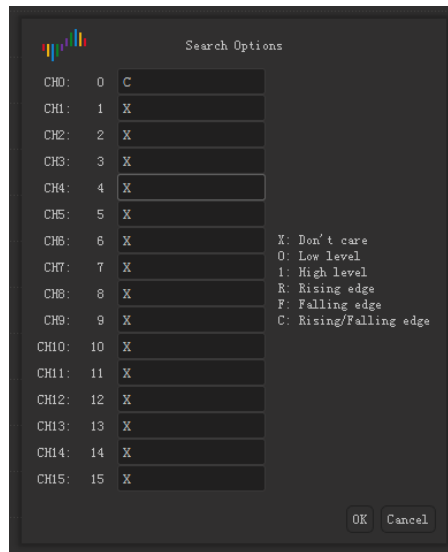 Search Options
CH0: 0 C
CH1: 1 X
CH2: 2 X
CH3: 3 X
CH4: 4 X
CH5: 5 X
CH6: 6 X
CH7: 7 X
CH8: 8 X
CH9: 9 X
CH10: 10 X
CH11: 11 X
CH12: 12 X
CH13: 13 X
CH14: 14 X
CH15: 15 X
X: Don't care
0: Low level
1: High level
R: Rising edge
F: Falling edge
C: Rising/Falling edge
OK Cancel